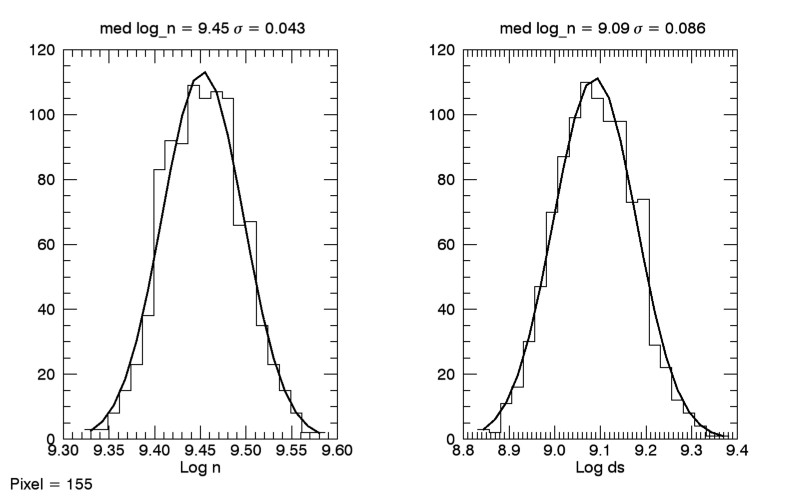 med log_n = 9.45 σ = 0.043
120
100
80
60
40
20
0
9.30 9.35 9.40 9.45 9.50 9.55 9.60
Log n
med log_n = 9.09 σ = 0.086
120
100
80
60
40
20
0
8.8 8.9 9.0 9.1 9.2 9.3 9.4
Log ds
Pixel = 155